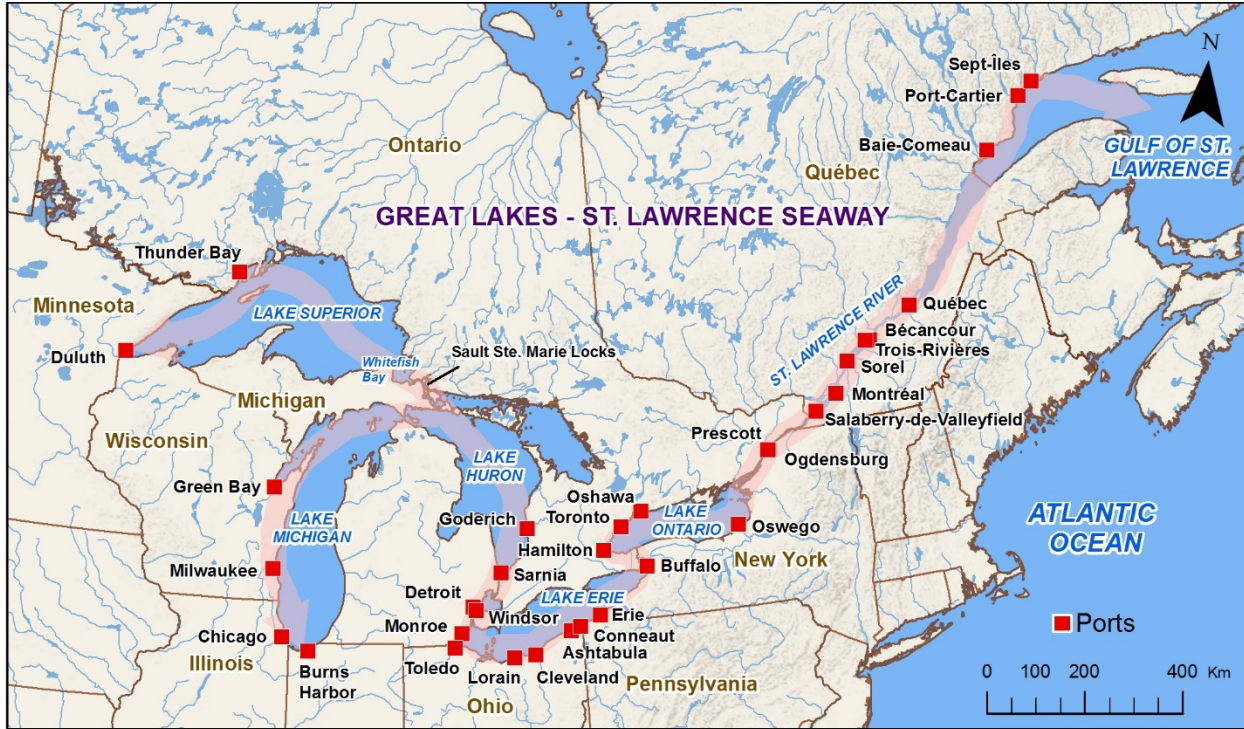 N
Sept-Îles
Port-Cartier
Ontario
Baie-Comeau
Québec
GULF OF ST.
LAWRENCE
GREAT LAKES - ST. LAWRENCE SEAWAY
Thunder Bay
Minnesota
LAKE SUPERIOR
Québec
ST. LAWRENCE RIVER
Bécancour
Trois-Rivières
Sorel
Duluth
Whitefish
Bay
Sault Ste. Marie Locks
Michigan
Montréal
Salaberry-de-Valleyfield
Wisconsin
Prescott
Ogdensburg
LAKE
HURON
Green Bay
Oshawa
Toronto
LAKE
ONTARIO
Oswego
ATLANTIC
OCEAN
LAKE
MICHIGAN
Goderich
Hamilton
New York
Buffalo
Milwaukee
Sarnia
Detroit
Windsor
LAKE ERIE
Erie
Conneaut
Ashtabula
Monroe
Toledo
Lorain
Cleveland
Chicago
Illinois
Burns
Harbor
Ohio
Pennsylvania
Ports
0 100 200 400 Km